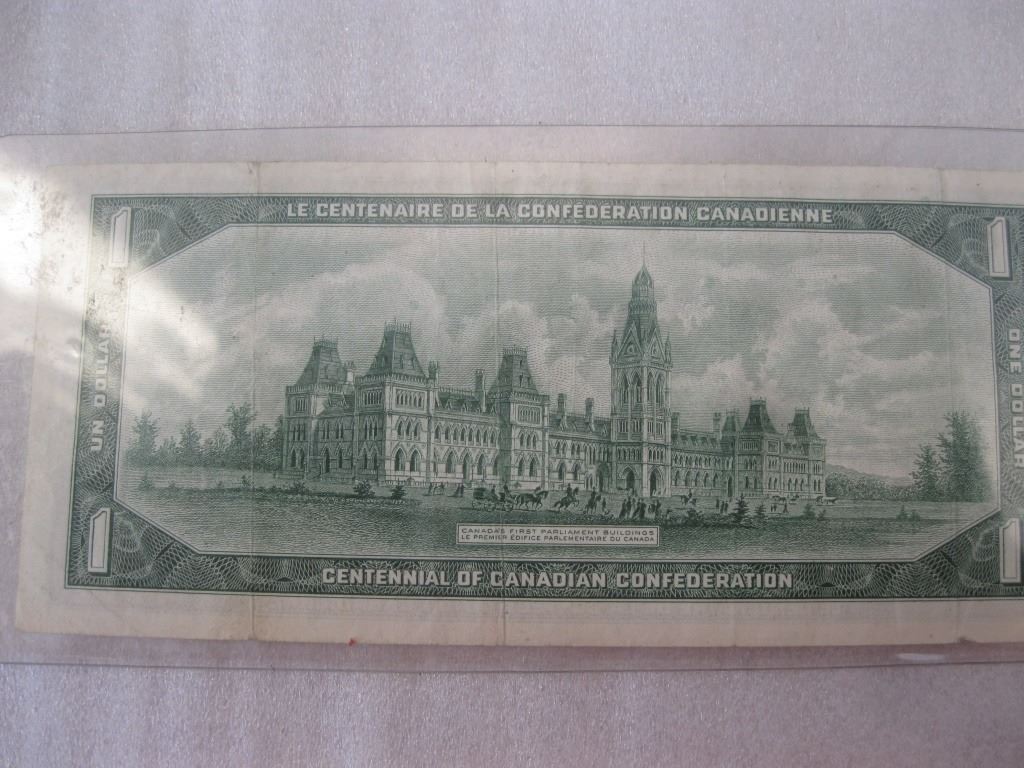 LE CENTENAIRE DE LA CONFÉDÉRATION CANADIENNE
1
1
UN DOLLAR
ONE DOLLAR
CANADA'S FIRST PARLIAMENT BUILDINGS
LE PREMIER ÉDIFICE PARLEMENTAIRE DU CANADA
1
1
CENTENNIAL OF CANADIAN CONFEDERATION